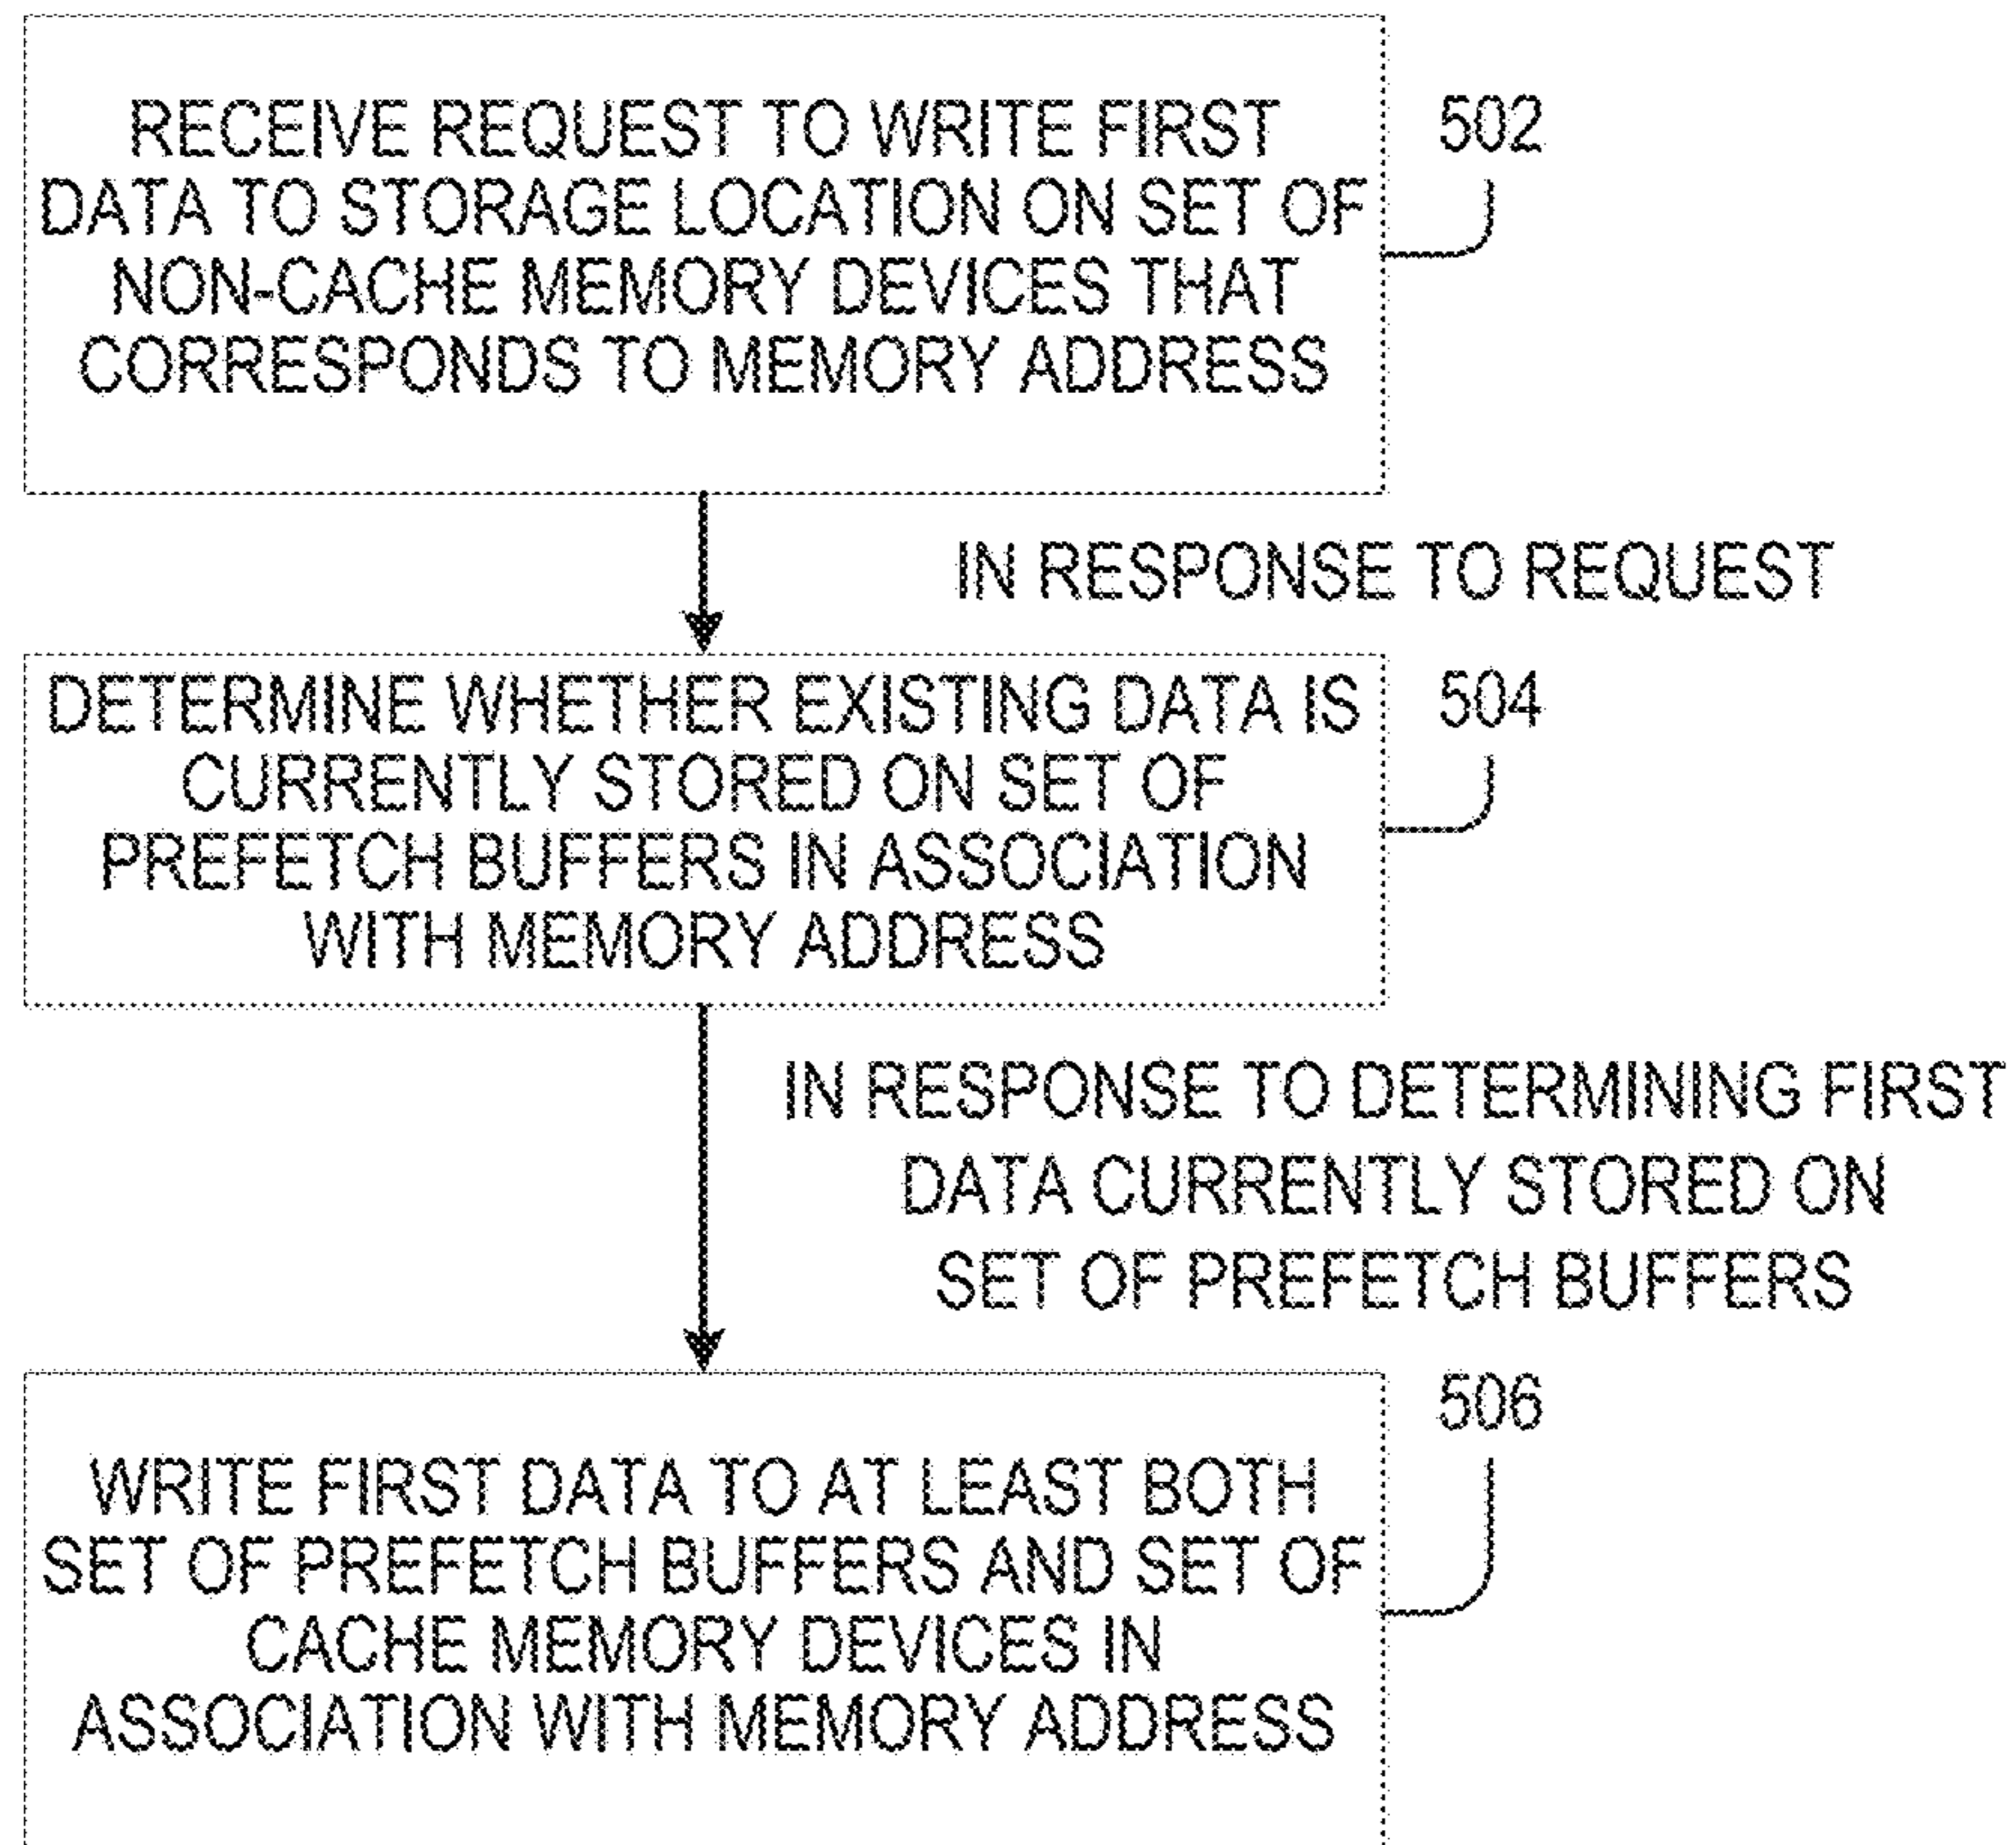 RECEIVE REQUEST TO WRITE FIRST
DATA TO STORAGE LOCATION ON SET OF
NON-CACHE MEMORY DEVICES THAT
CORRESPONDS TO MEMORY ADDRESS
502
IN RESPONSE TO REQUEST
DETERMINE WHETHER EXISTING DATA IS
CURRENTLY STORED ON SET OF
PREFETCH BUFFERS IN ASSOCIATION
WITH MEMORY ADDRESS
504
IN RESPONSE TO DETERMINING FIRST
DATA CURRENTLY STORED ON
SET OF PREFETCH BUFFERS
WRITE FIRST DATA TO AT LEAST BOTH
SET OF PREFETCH BUFFERS AND SET OF
CACHE MEMORY DEVICES IN
ASSOCIATION WITH MEMORY ADDRESS
506